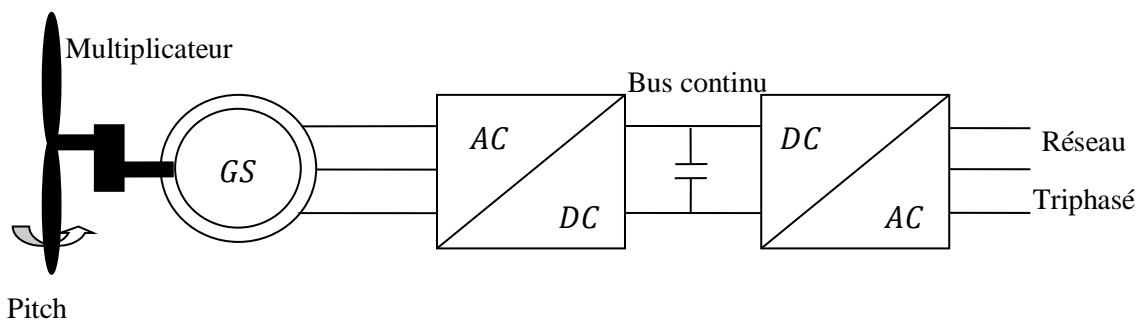 Multiplicateur
Bus continu
AC
DC
Réseau
GS
Triphasé
DC
AC
Pitch